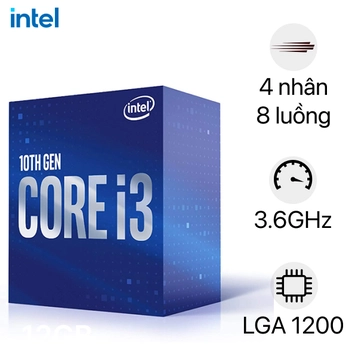 intel
intel
10TH GEN
CORE i3
4 nhân
8 luồng
3.6GHz
LGA 1200